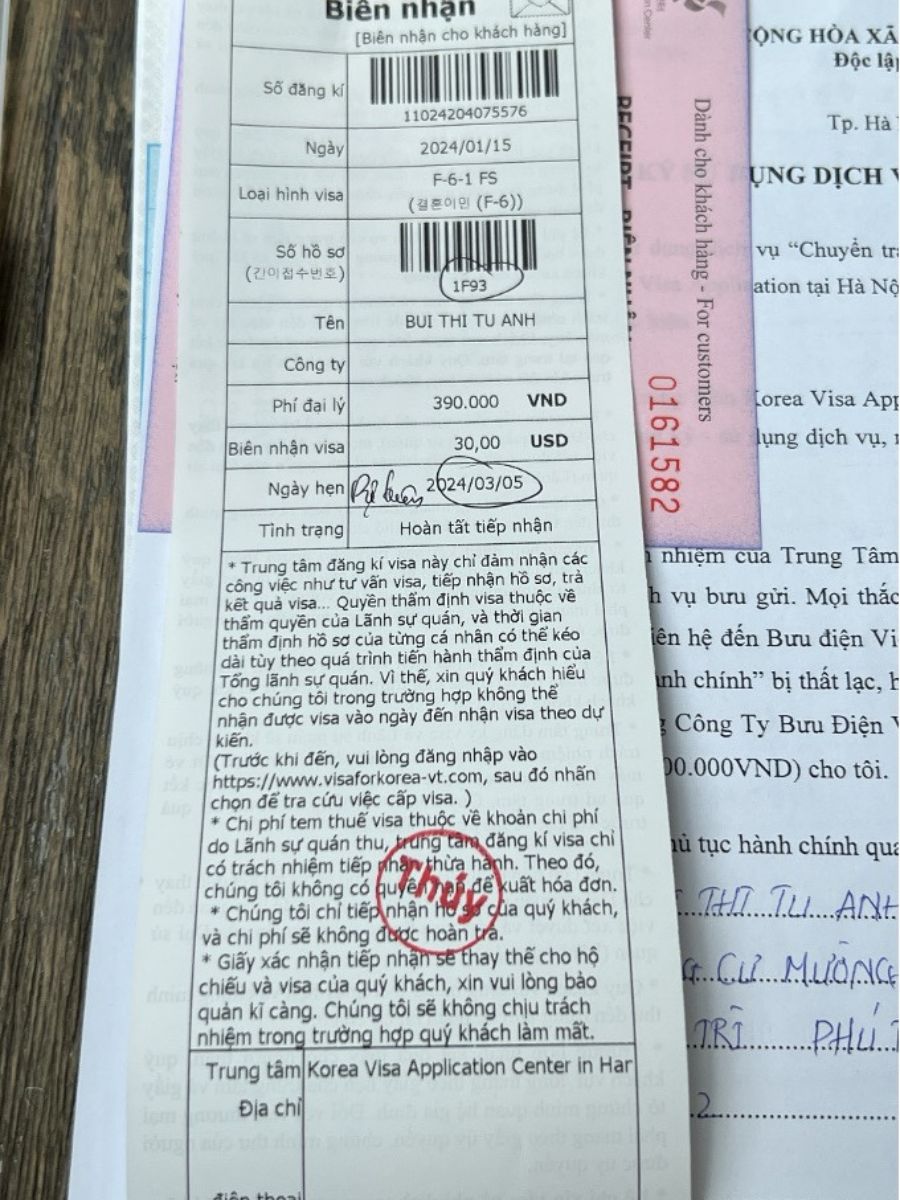 Biên nhận
[Biên nhận cho khách hàng]
Số đăng kí
11024204075576
Ngày
2024/01/15
Loại hình visa
F-6-1 FS
(결혼이민 (F-6))
Số hồ sơ
(간이접수번호)
1F93
Tên
BUI THI TU ANH
Công ty
Phí đại lý
390.000 VND
Biên nhận visa
30,00 USD
Ngày hẹn
2024/03/05
Tình trạng
Hoàn tất tiếp nhận
* Trung tâm đăng kí visa này chỉ đảm nhận các
công việc như tư vấn visa, tiếp nhận hồ sơ, trả
kết quả visa... Quyền thẩm định visa thuộc về
thẩm quyền của Lãnh sự quán, và thời gian
thẩm định hồ sơ của từng cá nhân có thể kéo
dài tùy theo quá trình tiến hành thẩm định của
Tổng lãnh sự quán. Vì thế, xin quý khách hiểu
cho chúng tôi trong trường hợp không thể
nhận được visa vào ngày đến nhận visa theo dự
kiến.
(Trước khi đến, vui lòng đăng nhập vào
https://www.visaforkorea-vt.com, sau đó nhấn
chọn để tra cứu việc cấp visa. )
* Chi phí tem thuế visa thuộc về khoản chi phí
do Lãnh sự quán thu, trung tâm đăng kí visa chỉ
có trách nhiệm tiếp nhận thừa hành. Theo đó,
chúng tôi không có quyền hạn để xuất hóa đơn.
* Chúng tôi chỉ tiếp nhận hồ sơ của quý khách,
và chi phí sẽ không được hoàn trả.
* Giấy xác nhận tiếp nhận sẽ thay thế cho hộ
chiếu và visa của quý khách, xin vui lòng bảo
quản kĩ càng. Chúng tôi sẽ không chịu trách
nhiệm trong trường hợp quý khách làm mất.
Thúy
Trung tâm
Korea Visa Application Center in Har
Địa chỉ
điện thoại
Dành cho khách hàng - For customers
RECEIPT
0161582
ỘNG HÒA XÃ
Độc lập
Tp. Hà
ỤNG DỊCH V
vụ “Chuyển trả
ation tại Hà Nộ
Korea Visa App
dụng dịch vụ,
nhiệm của Trung Tâm
h vụ bưu gửi. Mọi thắc
iên hệ đến Bưu điện Vi
nh chính” bị thất lạc, h
g Công Ty Bưu Điện V
00.000VND) cho tôi.
ủ tục hành chính qua
THI TU ANH
CƯ MƯỜNG
TRÌ PHÚ T
2